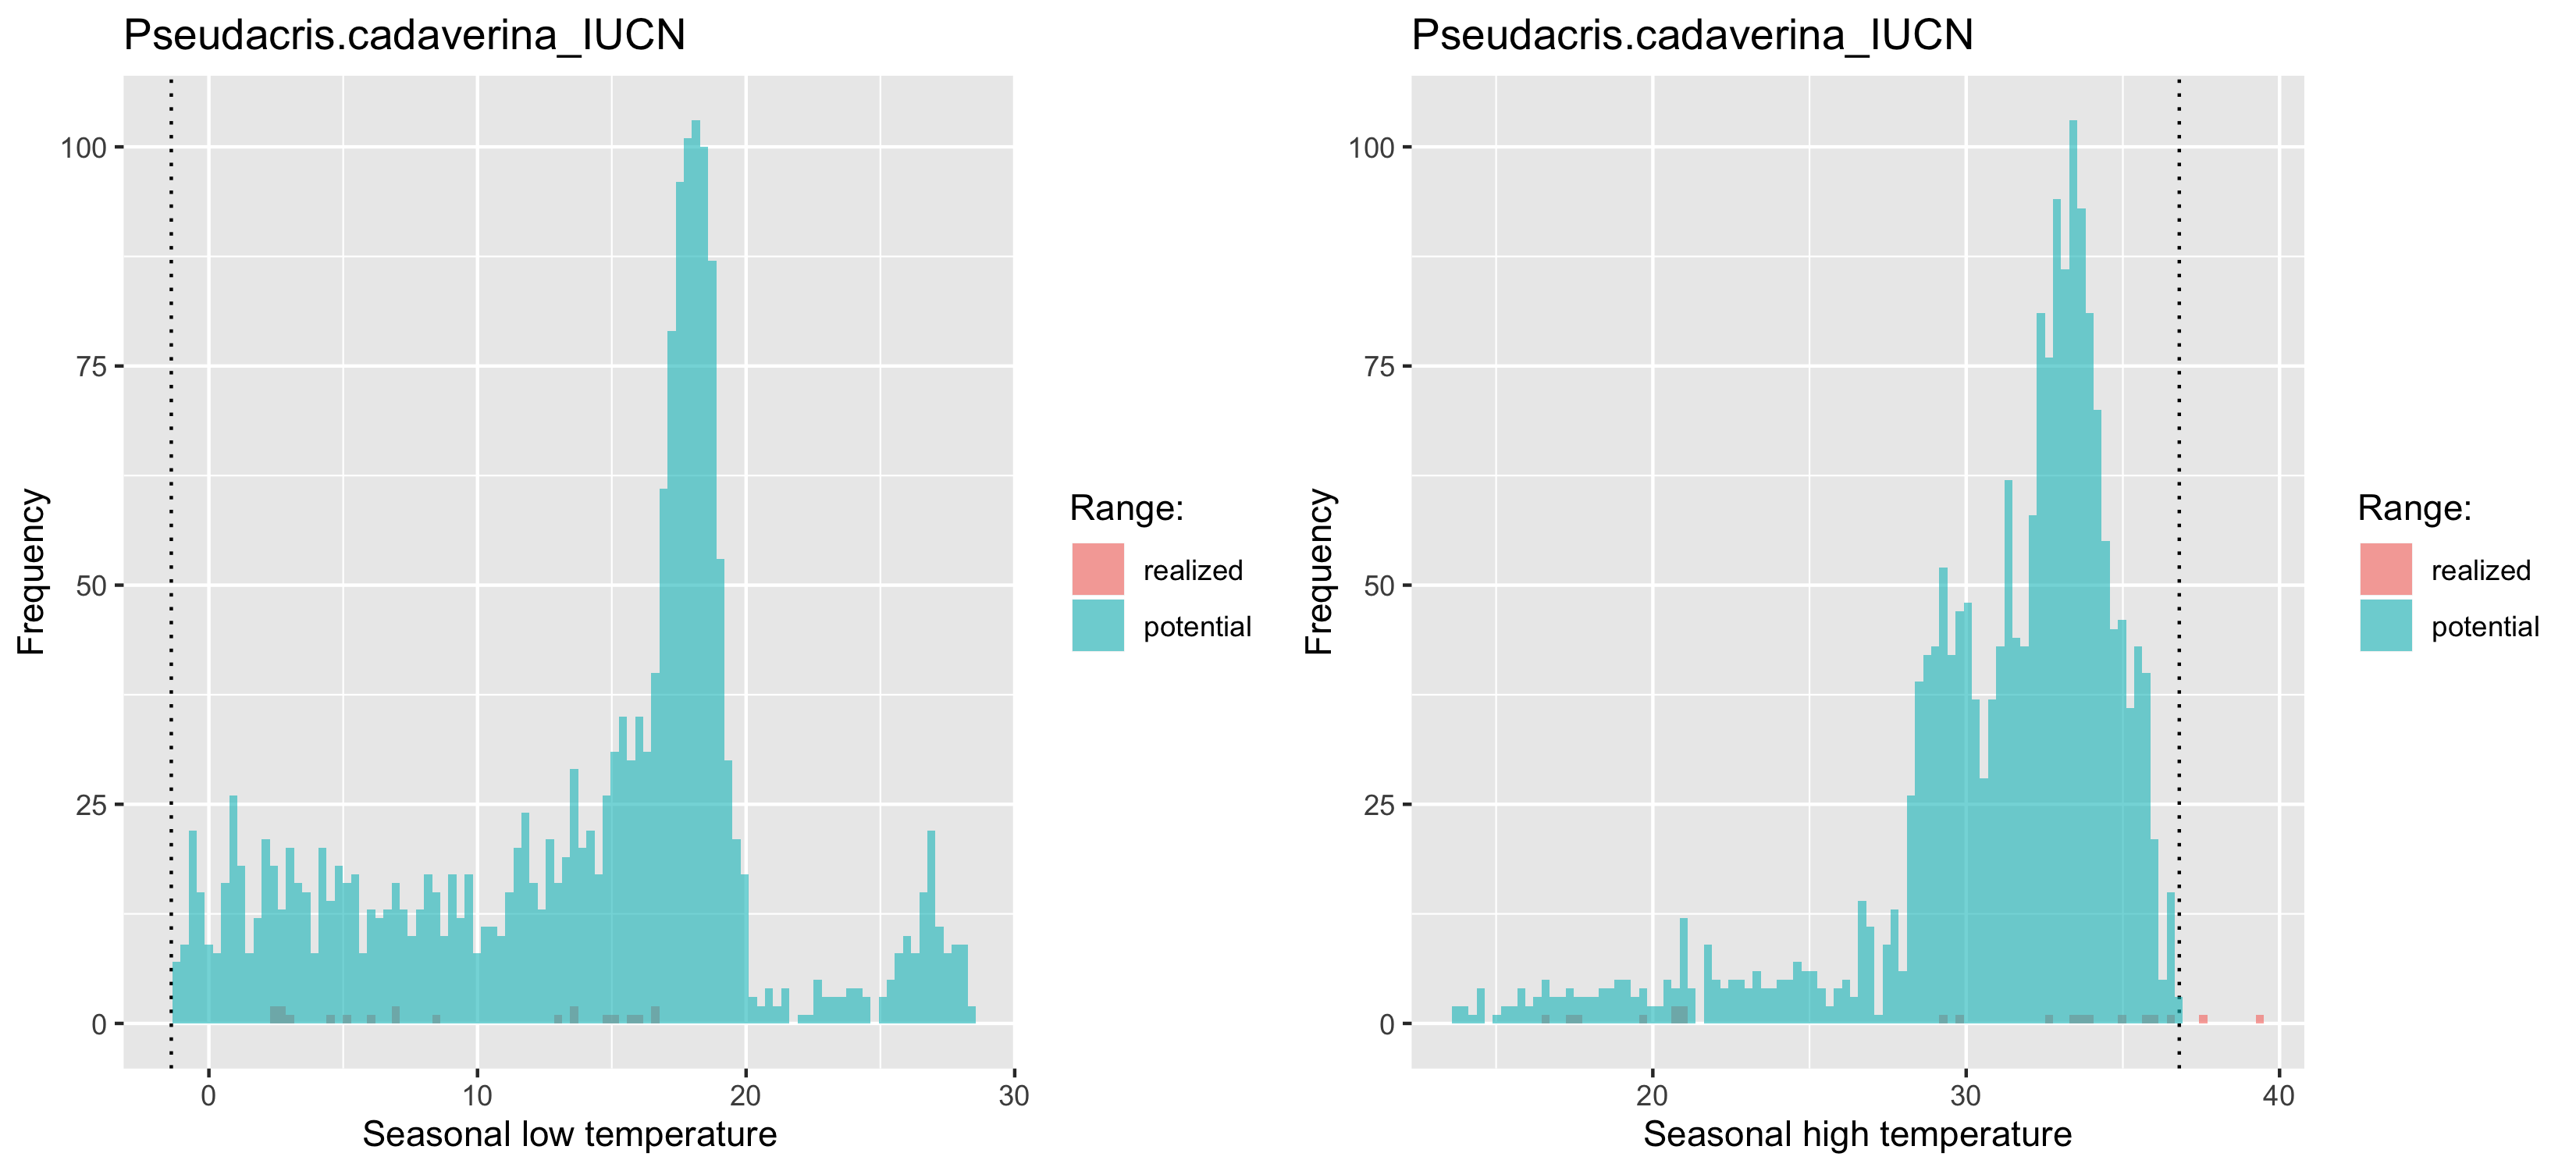 Pseudacris.cadaverina_IUCN
Frequency
100
75
50
25
0
0 10 20 30
Seasonal low temperature
Range:
realized
potential
Pseudacris.cadaverina_IUCN
Frequency
100
75
50
25
0
20 30 40
Seasonal high temperature
Range:
realized
potential